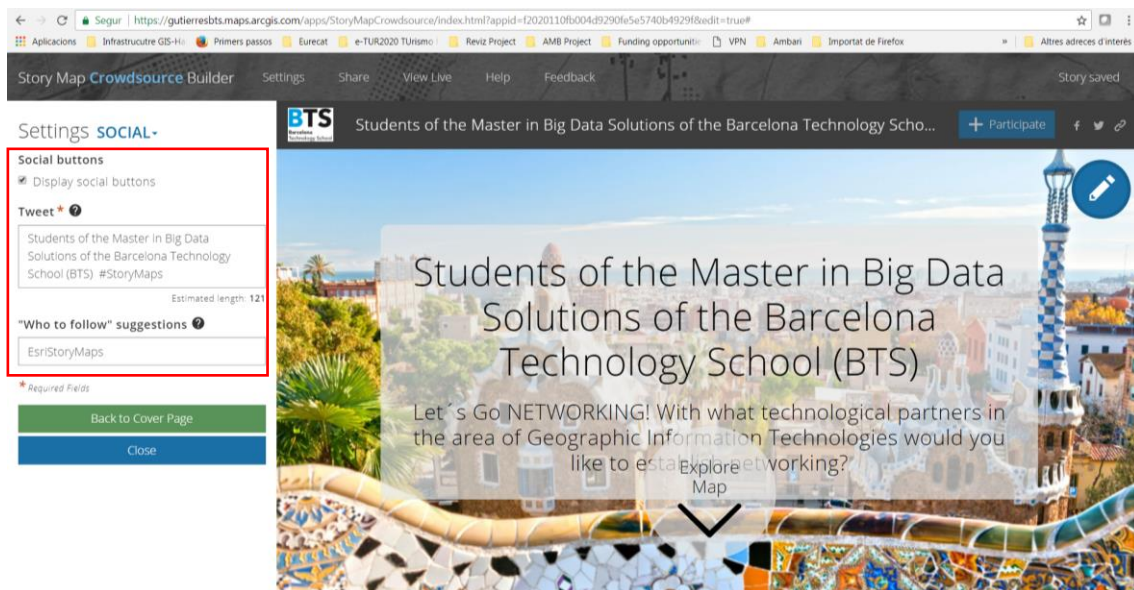 Segur | https://gutierresbts.maps.arcgis.com/apps/StoryMapCrowdsource/index.html?appid=f2020110fb004d9290fe5e5740b4929f8&edit=true#
Aplicacions Infrastrucutre GIS-Ha Primers passos Eurecat e-TUR2020 TUrismo Reviz Project AMB Project Funding opportunitie VPN Ambari Importat de Firefox » Altres adreces d'interès
Story Map Crowdsource Builder Settings Share View Live Help Feedback Story saved
Settings SOCIAL
BTS
Barcelona
Technology School
Students of the Master in Big Data Solutions of the Barcelona Technology Scho...
+ Participate
Social buttons
Display social buttons
Tweet *
Students of the Master in Big Data
Solutions of the Barcelona Technology
School (BTS) #StoryMaps
Estimated length: 121
"Who to follow" suggestions
EsriStoryMaps
* Required Fields
Back to Cover Page
Close
Students of the Master in Big Data
Solutions of the Barcelona
Technology School (BTS)
Let´s Go NETWORKING! With what technological partners in
the area of Geographic Information Technologies would you
like to establish networking?
Explore
Map